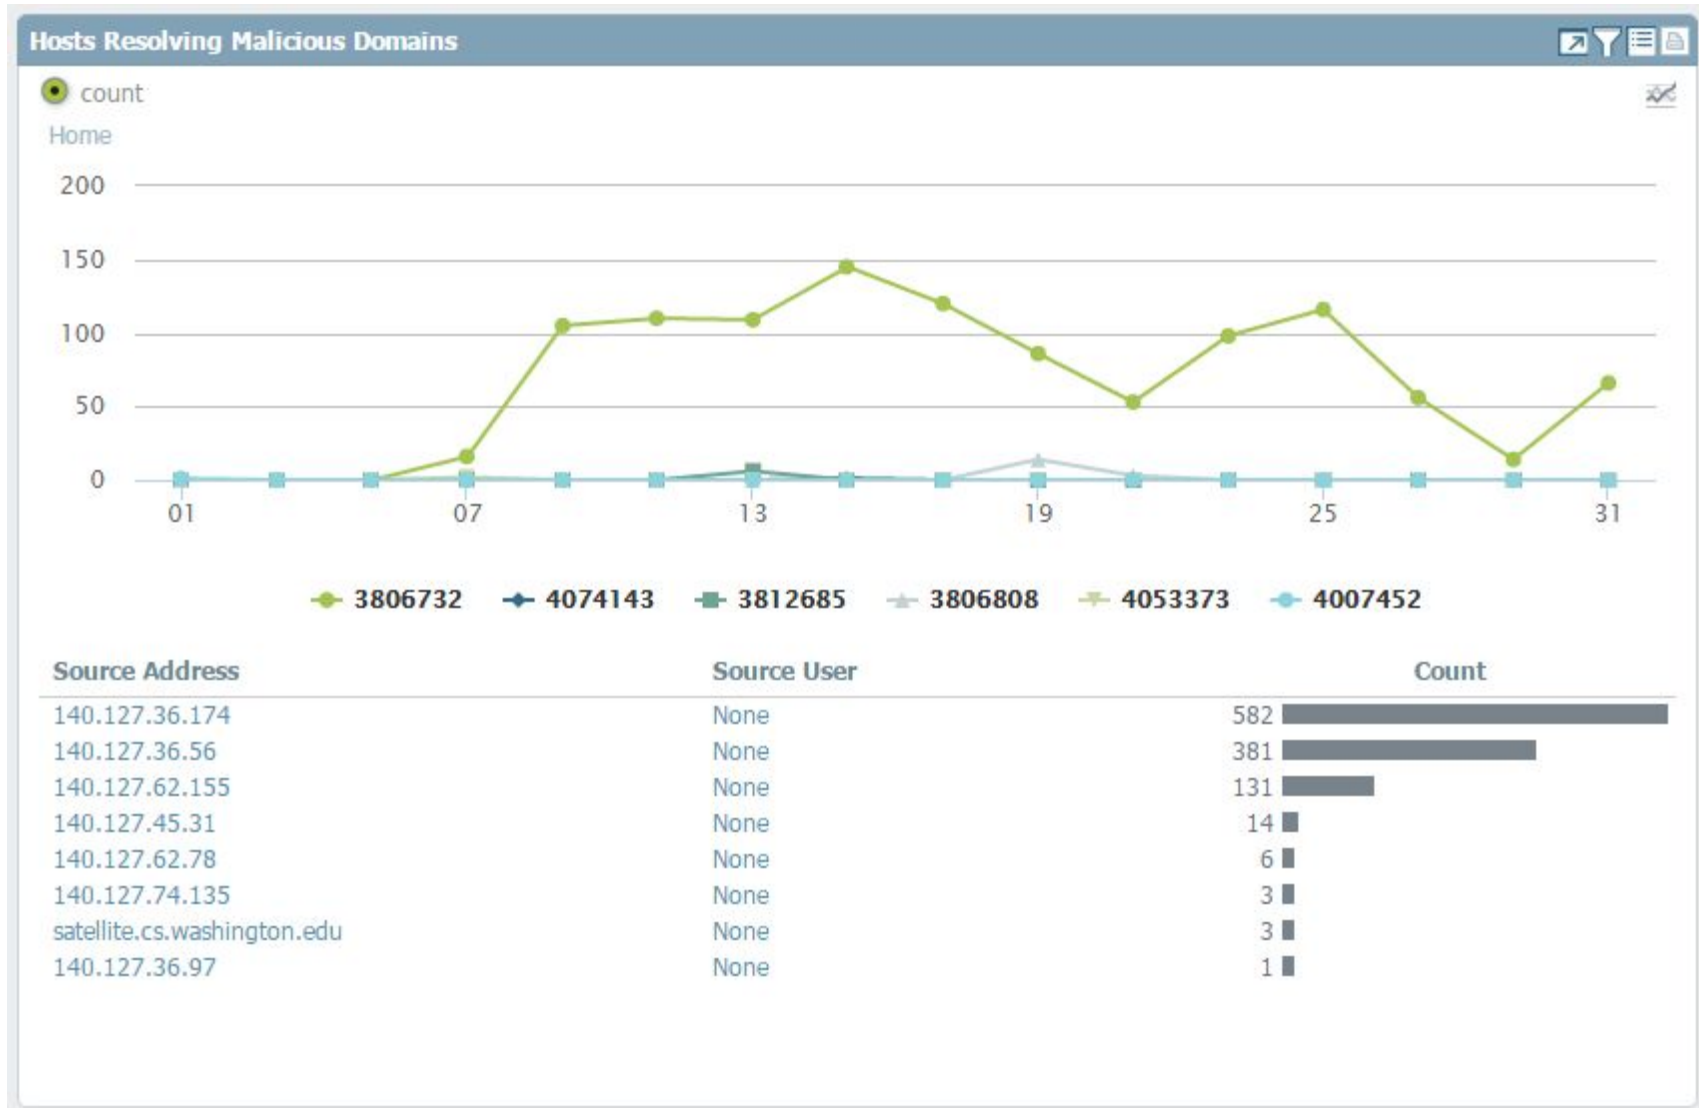 Hosts Resolving Malicious Domains
count
Home
200
150
100
50
0
01 07 13 19 25 31
3806732 4074143 3812685 3806808 4053373 4007452
Source Address Source User Count
140.127.36.174 None 582
140.127.36.56 None 381
140.127.62.155 None 131
140.127.45.31 None 14
140.127.62.78 None 6
140.127.74.135 None 3
satellite.cs.washington.edu None 3
140.127.36.97 None 1